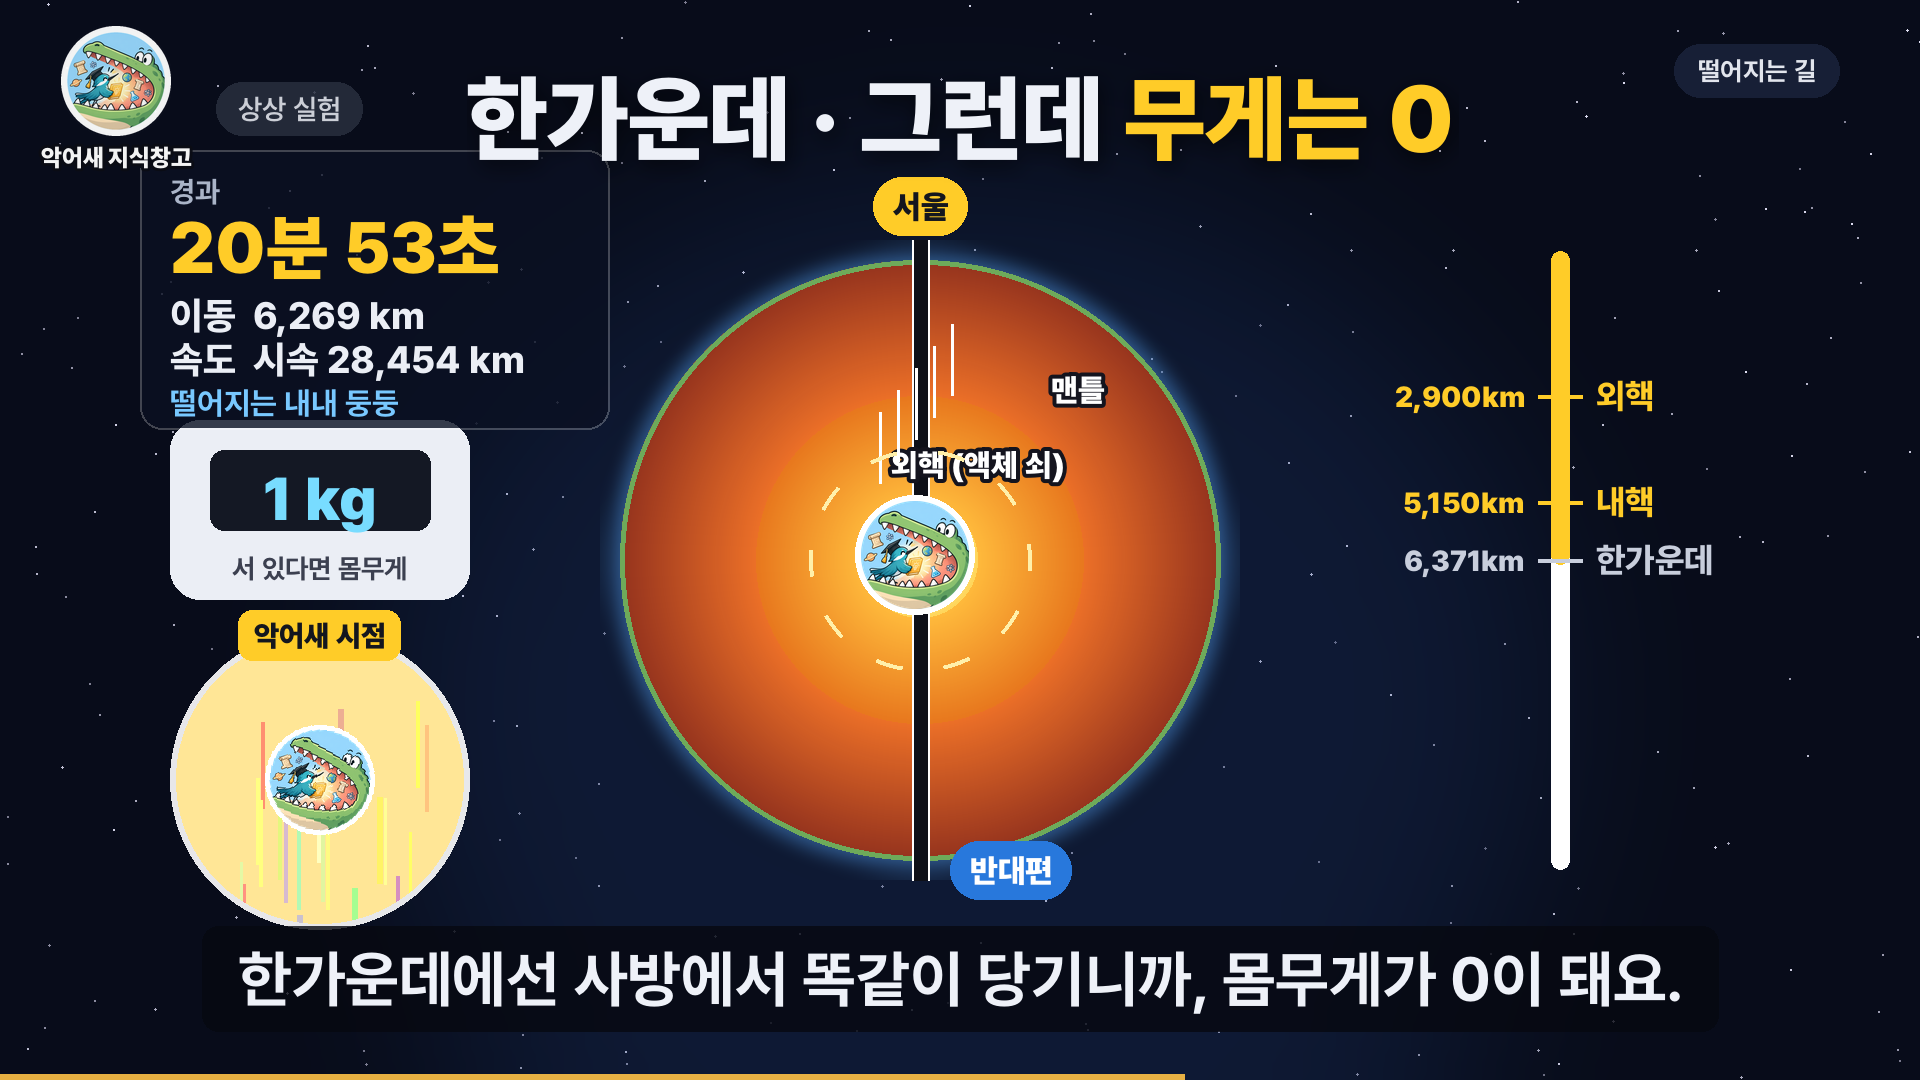 악어새 지식창고
상상 실험
한가운데 · 그런데 무게는 0
떨어지는 길
경과
20분 53초
이동 6,269 km
속도 시속 28,454 km
떨어지는 내내 둥둥
1 kg
서 있다면 몸무게
악어새 시점
서울
맨틀
외핵 (액체 쇠)
반대편
2,900km 외핵
5,150km 내핵
6,371km 한가운데
한가운데에선 사방에서 똑같이 당기니까, 몸무게가 0이 돼요.